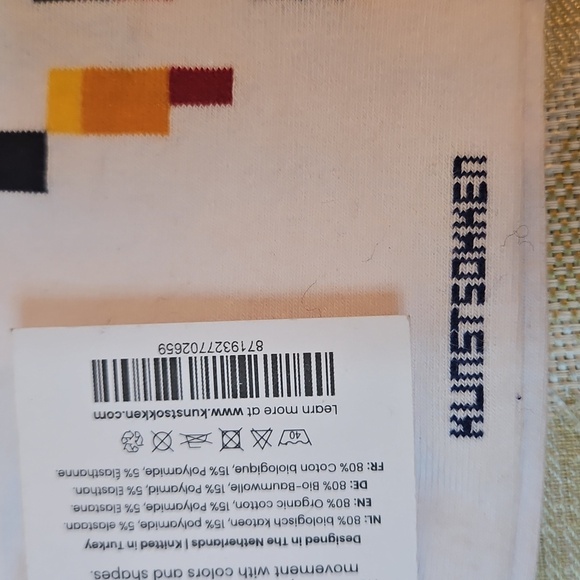 movement with colors and shapes.
Designed in The Netherlands | Knitted in Turkey
NL: 80% biologisch katoen, 15% polyamide, 5% elastaan.
EN: 80% Organic cotton, 15% Polyamide, 5% Elastane.
DE: 80% Bio-Baumwolle, 15% Polyamid, 5% Elasthan.
FR: 80% Coton biologique, 15% Polyamide, 5% Élasthanne.
40
Learn more at www.kunstsokken.com
8719327702659
KUNSTSOKKEN